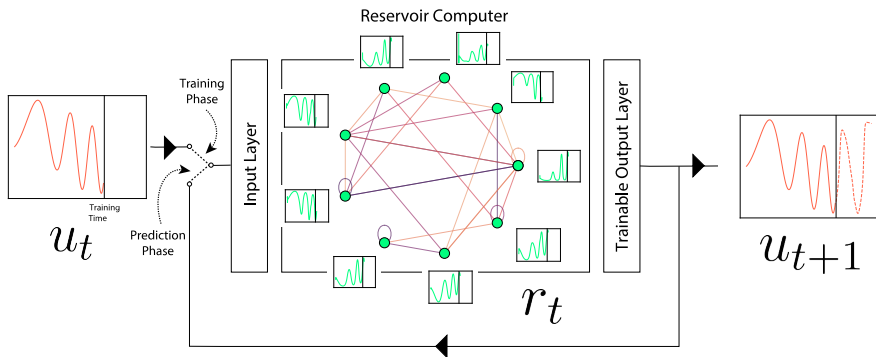 Reservoir Computer
Training
Phase
Input Layer
Trainable Output Layer
Training
Time
u_t
Prediction
Phase
r_t
u_{t+1}